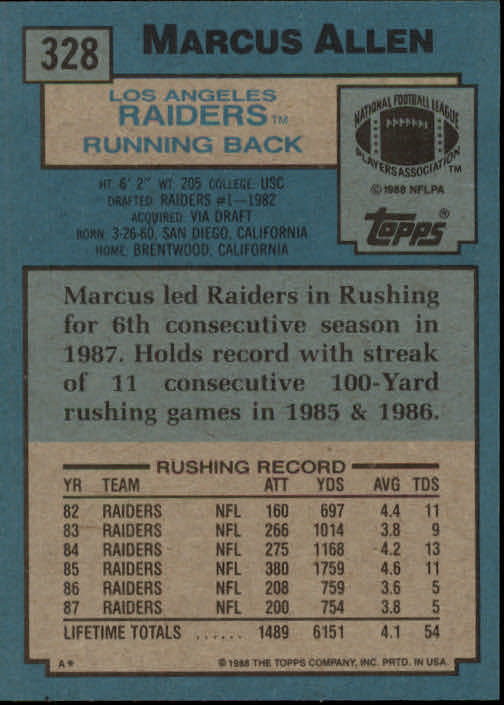 328
MARCUS ALLEN
LOS ANGELES
RAIDERS™
RUNNING BACK
NATIONAL FOOTBALL LEAGUE
PLAYERS ASSOCIATION™
© 1988 NFLPA
topps®
HT. 6' 2" WT. 205 COLLEGE: USC
DRAFTED: RAIDERS #1—1982
ACQUIRED: VIA DRAFT
BORN: 3-26-60, SAN DIEGO, CALIFORNIA
HOME: BRENTWOOD, CALIFORNIA
Marcus led Raiders in Rushing
for 6th consecutive season in
1987. Holds record with streak
of 11 consecutive 100-Yard
rushing games in 1985 & 1986.
RUSHING RECORD
YR TEAM ATT YDS AVG TDS
82 RAIDERS NFL 160 697 4.4 11
83 RAIDERS NFL 266 1014 3.8 9
84 RAIDERS NFL 275 1168 4.2 13
85 RAIDERS NFL 380 1759 4.6 11
86 RAIDERS NFL 208 759 3.6 5
87 RAIDERS NFL 200 754 3.8 5
LIFETIME TOTALS ...... 1489 6151 4.1 54
A* © 1988 THE TOPPS COMPANY, INC. PRTD. IN USA